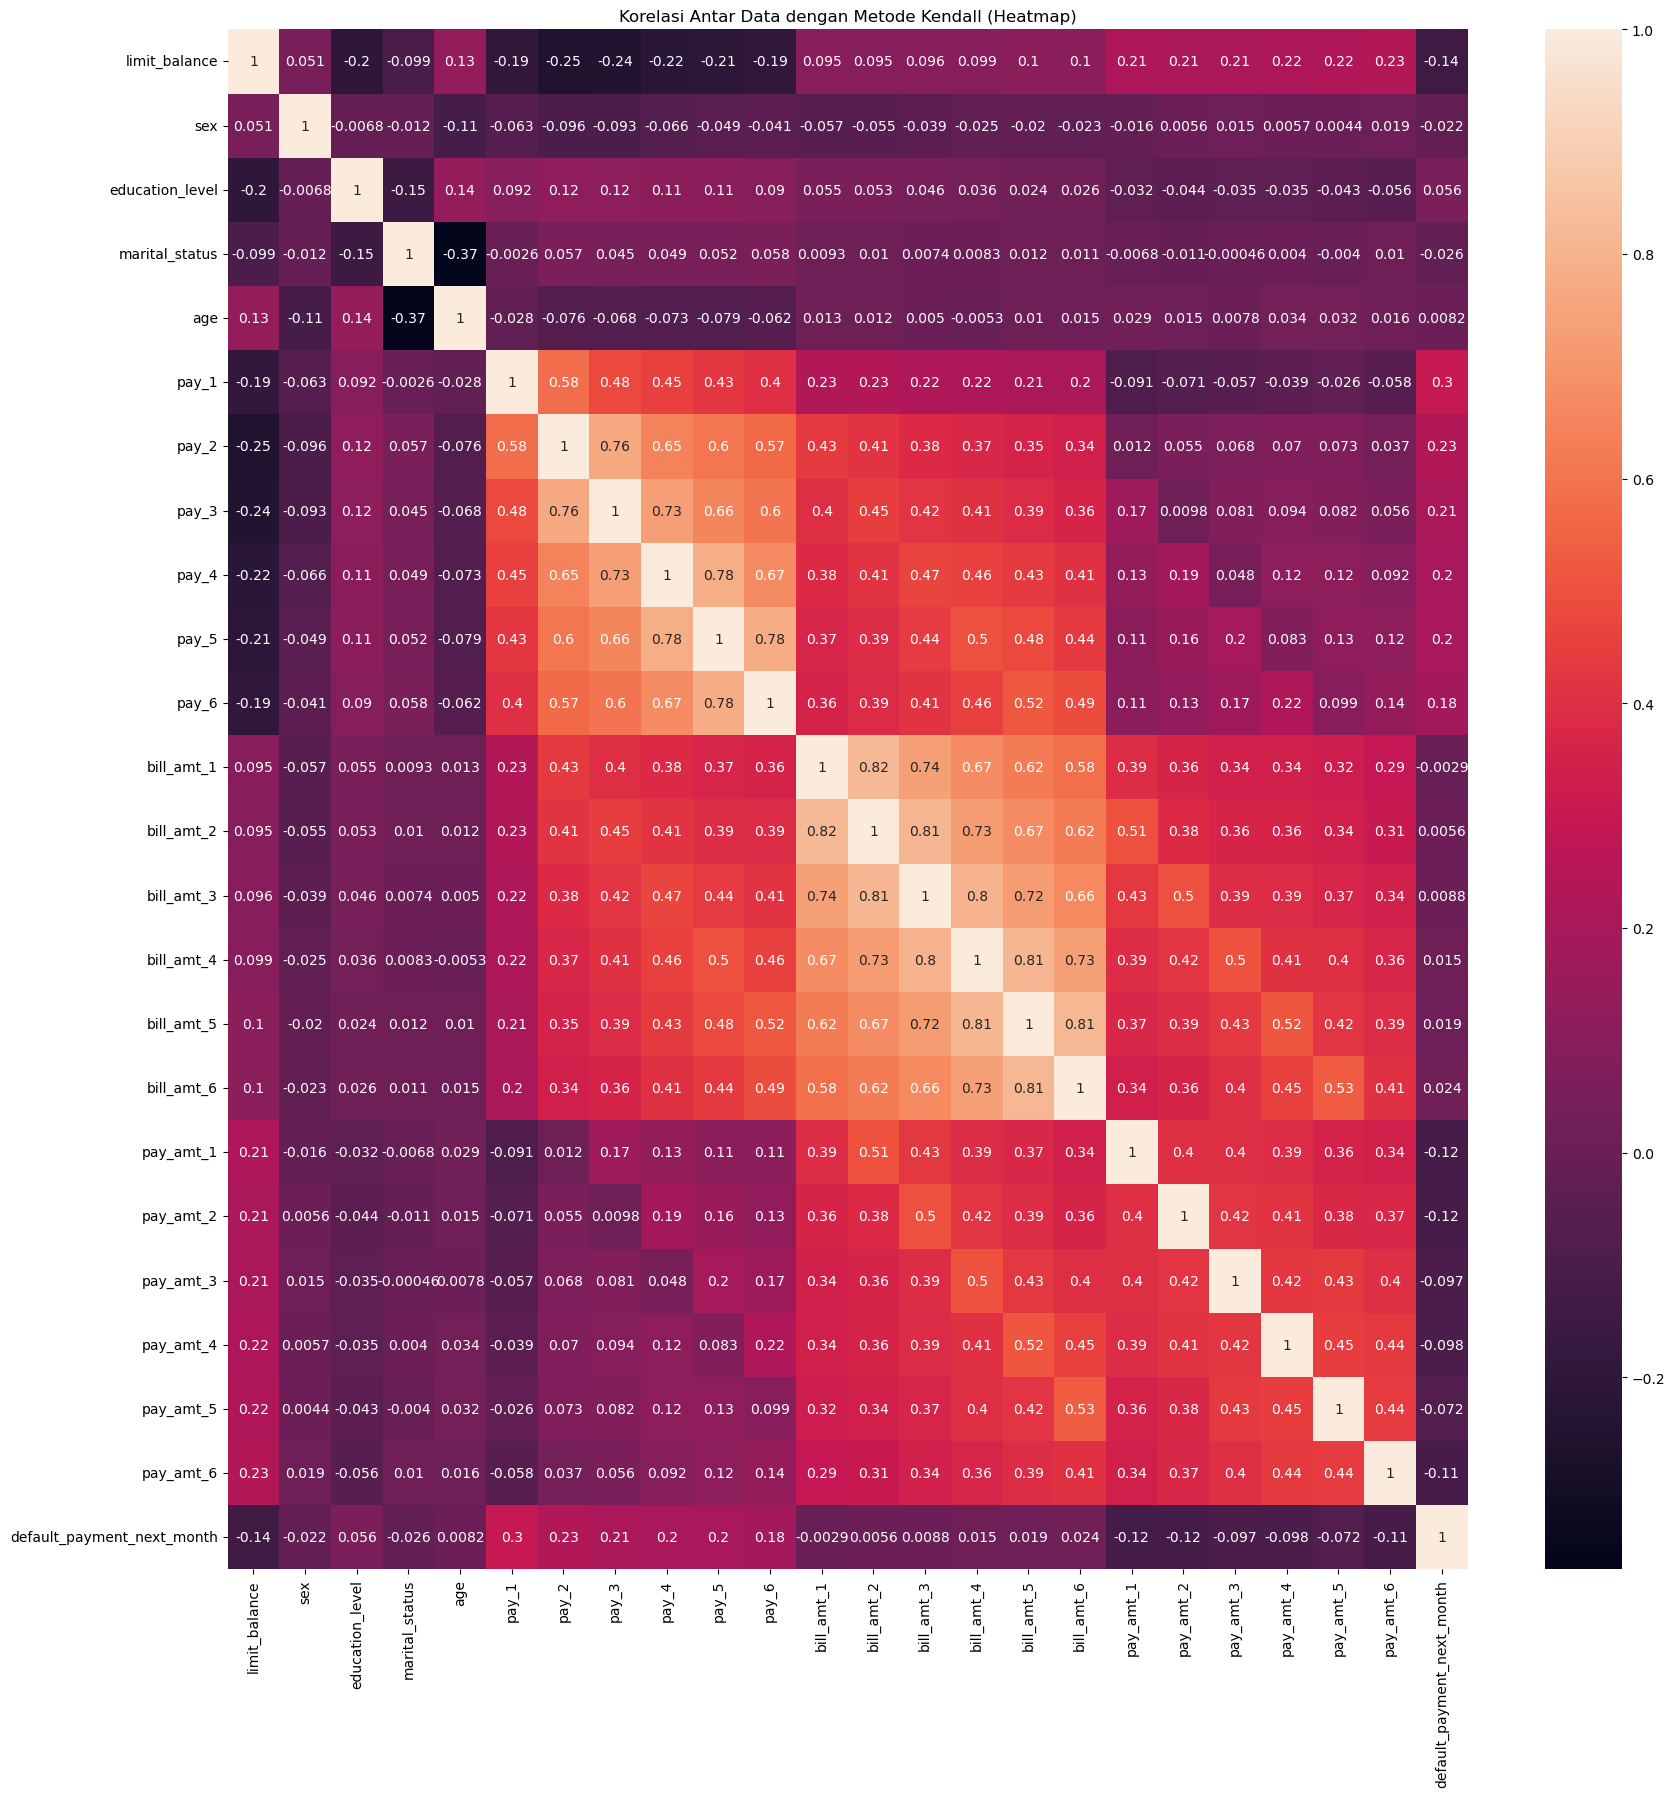 Korelasi Antar Data dengan Metode Kendall (Heatmap)
limit_balance 1 0.051 -0.2 -0.099 0.13 -0.19 -0.25 -0.24 -0.22 -0.21 -0.19 0.095 0.095 0.096 0.099 0.1 0.1 0.21 0.21 0.21 0.22 0.22 0.23 -0.14
sex 0.051 1 -0.0068 -0.012 -0.11 -0.063 -0.096 -0.093 -0.066 -0.049 -0.041 -0.057 -0.055 -0.039 -0.025 -0.02 -0.023 -0.016 0.0056 0.015 0.0057 0.0044 0.019 -0.022
education_level -0.2 -0.0068 1 -0.15 0.14 0.092 0.12 0.12 0.11 0.11 0.09 0.055 0.053 0.046 0.036 0.024 0.026 -0.032 -0.044 -0.035 -0.035 -0.043 -0.056 0.056
marital_status -0.099 -0.012 -0.15 1 -0.37 -0.0026 0.057 0.045 0.049 0.052 0.058 0.0093 0.01 0.0074 0.0083 0.012 0.011 -0.0068 -0.011 -0.00046 0.004 -0.004 0.01 -0.026
age 0.13 -0.11 0.14 -0.37 1 -0.028 -0.076 -0.068 -0.073 -0.079 -0.062 0.013 0.012 0.005 -0.0053 0.01 0.015 0.029 0.015 0.0078 0.034 0.032 0.016 0.0082
pay_1 -0.19 -0.063 0.092 -0.0026 -0.028 1 0.58 0.48 0.45 0.43 0.4 0.23 0.23 0.22 0.22 0.21 0.2 -0.091 -0.071 -0.057 -0.039 -0.026 -0.058 0.3
pay_2 -0.25 -0.096 0.12 0.057 -0.076 0.58 1 0.76 0.65 0.6 0.57 0.43 0.41 0.38 0.37 0.35 0.34 0.012 0.055 0.068 0.07 0.073 0.037 0.23
pay_3 -0.24 -0.093 0.12 0.045 -0.068 0.48 0.76 1 0.73 0.66 0.6 0.4 0.45 0.42 0.41 0.39 0.36 0.17 0.0098 0.081 0.094 0.082 0.056 0.21
pay_4 -0.22 -0.066 0.11 0.049 -0.073 0.45 0.65 0.73 1 0.78 0.67 0.38 0.41 0.47 0.46 0.43 0.41 0.13 0.19 0.048 0.12 0.12 0.092 0.2
pay_5 -0.21 -0.049 0.11 0.052 -0.079 0.43 0.6 0.66 0.78 1 0.78 0.37 0.39 0.44 0.5 0.48 0.44 0.11 0.16 0.2 0.083 0.13 0.12 0.2
pay_6 -0.19 -0.041 0.09 0.058 -0.062 0.4 0.57 0.6 0.67 0.78 1 0.36 0.39 0.41 0.46 0.52 0.49 0.11 0.13 0.17 0.22 0.099 0.14 0.18
bill_amt_1 0.095 -0.057 0.055 0.0093 0.013 0.23 0.43 0.4 0.38 0.37 0.36 1 0.82 0.74 0.67 0.62 0.58 0.39 0.36 0.34 0.34 0.32 0.29 -0.0029
bill_amt_2 0.095 -0.055 0.053 0.01 0.012 0.23 0.41 0.45 0.41 0.39 0.39 0.82 1 0.81 0.73 0.67 0.62 0.51 0.38 0.36 0.36 0.34 0.31 0.0056
bill_amt_3 0.096 -0.039 0.046 0.0074 0.005 0.22 0.38 0.42 0.47 0.44 0.41 0.74 0.81 1 0.8 0.72 0.66 0.43 0.5 0.39 0.39 0.37 0.34 0.0088
bill_amt_4 0.099 -0.025 0.036 0.0083 -0.0053 0.22 0.37 0.41 0.46 0.5 0.46 0.67 0.73 0.8 1 0.81 0.73 0.39 0.42 0.5 0.41 0.4 0.36 0.015
bill_amt_5 0.1 -0.02 0.024 0.012 0.01 0.21 0.35 0.39 0.43 0.48 0.52 0.62 0.67 0.72 0.81 1 0.81 0.37 0.39 0.43 0.52 0.42 0.39 0.019
bill_amt_6 0.1 -0.023 0.026 0.011 0.015 0.2 0.34 0.36 0.41 0.44 0.49 0.58 0.62 0.66 0.73 0.81 1 0.34 0.36 0.4 0.45 0.53 0.41 0.024
pay_amt_1 0.21 -0.016 -0.032 -0.0068 0.029 -0.091 0.012 0.17 0.13 0.11 0.11 0.39 0.51 0.43 0.39 0.37 0.34 1 0.4 0.4 0.39 0.36 0.34 -0.12
pay_amt_2 0.21 0.0056 -0.044 -0.011 0.015 -0.071 0.055 0.0098 0.19 0.16 0.13 0.36 0.38 0.5 0.42 0.39 0.36 0.4 1 0.42 0.41 0.38 0.37 -0.12
pay_amt_3 0.21 0.015 -0.035 -0.00046 0.0078 -0.057 0.068 0.081 0.048 0.2 0.17 0.34 0.36 0.39 0.5 0.43 0.4 0.4 0.42 1 0.42 0.43 0.4 -0.097
pay_amt_4 0.22 0.0057 -0.035 0.004 0.034 -0.039 0.07 0.094 0.12 0.083 0.22 0.34 0.36 0.39 0.41 0.52 0.45 0.39 0.41 0.42 1 0.45 0.44 -0.098
pay_amt_5 0.22 0.0044 -0.043 -0.004 0.032 -0.026 0.073 0.082 0.12 0.13 0.099 0.32 0.34 0.37 0.4 0.42 0.53 0.36 0.38 0.43 0.45 1 0.44 -0.072
pay_amt_6 0.23 0.019 -0.056 0.01 0.016 -0.058 0.037 0.056 0.092 0.12 0.14 0.29 0.31 0.34 0.36 0.39 0.41 0.34 0.37 0.4 0.44 0.44 1 -0.11
default_payment_next_month -0.14 -0.022 0.056 -0.026 0.0082 0.3 0.23 0.21 0.2 0.2 0.18 -0.0029 0.0056 0.0088 0.015 0.019 0.024 -0.12 -0.12 -0.097 -0.098 -0.072 -0.11 1
limit_balance
sex
education_level
marital_status
age
pay_1
pay_2
pay_3
pay_4
pay_5
pay_6
bill_amt_1
bill_amt_2
bill_amt_3
bill_amt_4
bill_amt_5
bill_amt_6
pay_amt_1
pay_amt_2
pay_amt_3
pay_amt_4
pay_amt_5
pay_amt_6
default_payment_next_month
1.0
0.8
0.6
0.4
0.2
0.0
−0.2